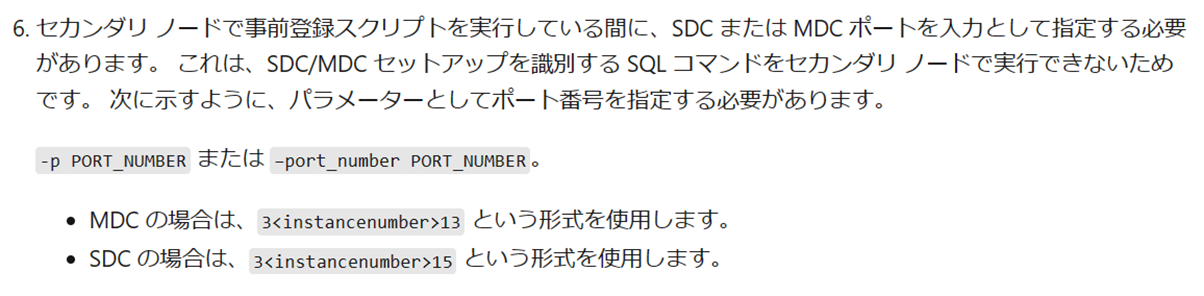 6. セカンダリ ノードで事前登録スクリプトを実行している間に、SDC または MDC ポートを入力として指定する必要
があります。 これは、SDC/MDC セットアップを識別する SQL コマンドをセカンダリ ノードで実行できないため
です。 次に示すように、パラメーターとしてポート番号を指定する必要があります。
-p PORT_NUMBER または –port_number PORT_NUMBER。
• MDC の場合は、3<instancenumber>13 という形式を使用します。
• SDC の場合は、3<instancenumber>15 という形式を使用します。